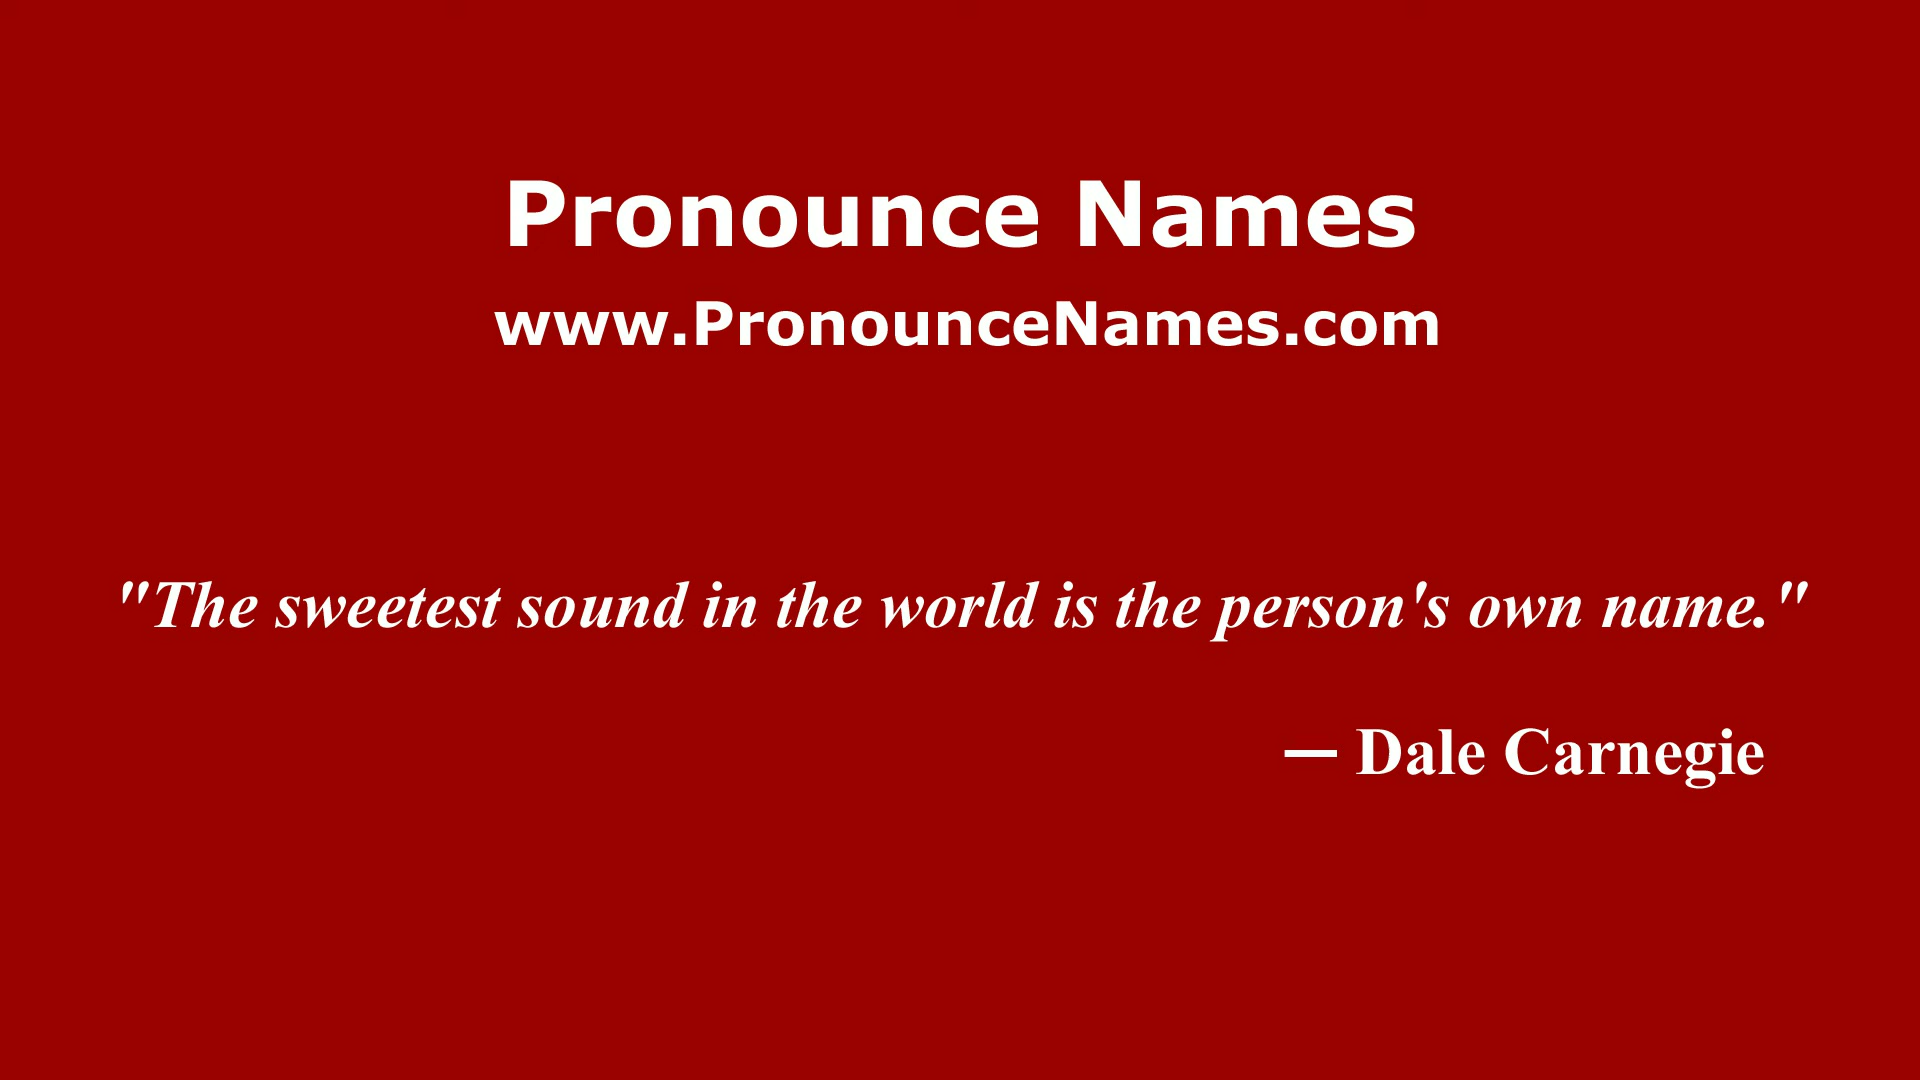 Pronounce Names
www.PronounceNames.com
"The sweetest sound in the world is the person's own name."
— Dale Carnegie